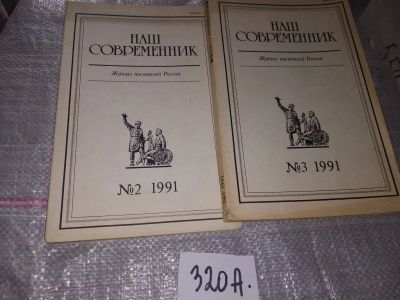 НАШ
СОВРЕМЕННИК
Журнал писателей России
№2 1991
НАШ
СОВРЕМЕННИК
Журнал писателей России
№3 1991
320А.